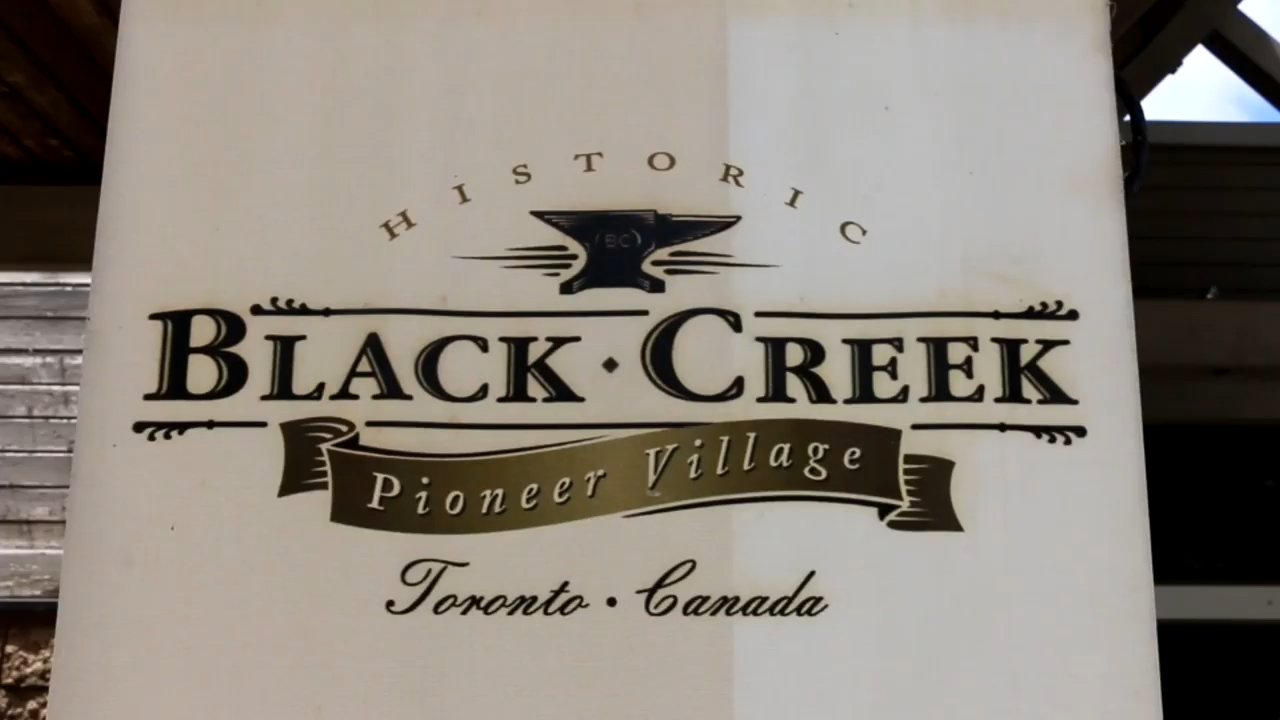 HISTORIC
BC
BLACK · CREEK
Pioneer Village
Toronto · Canada